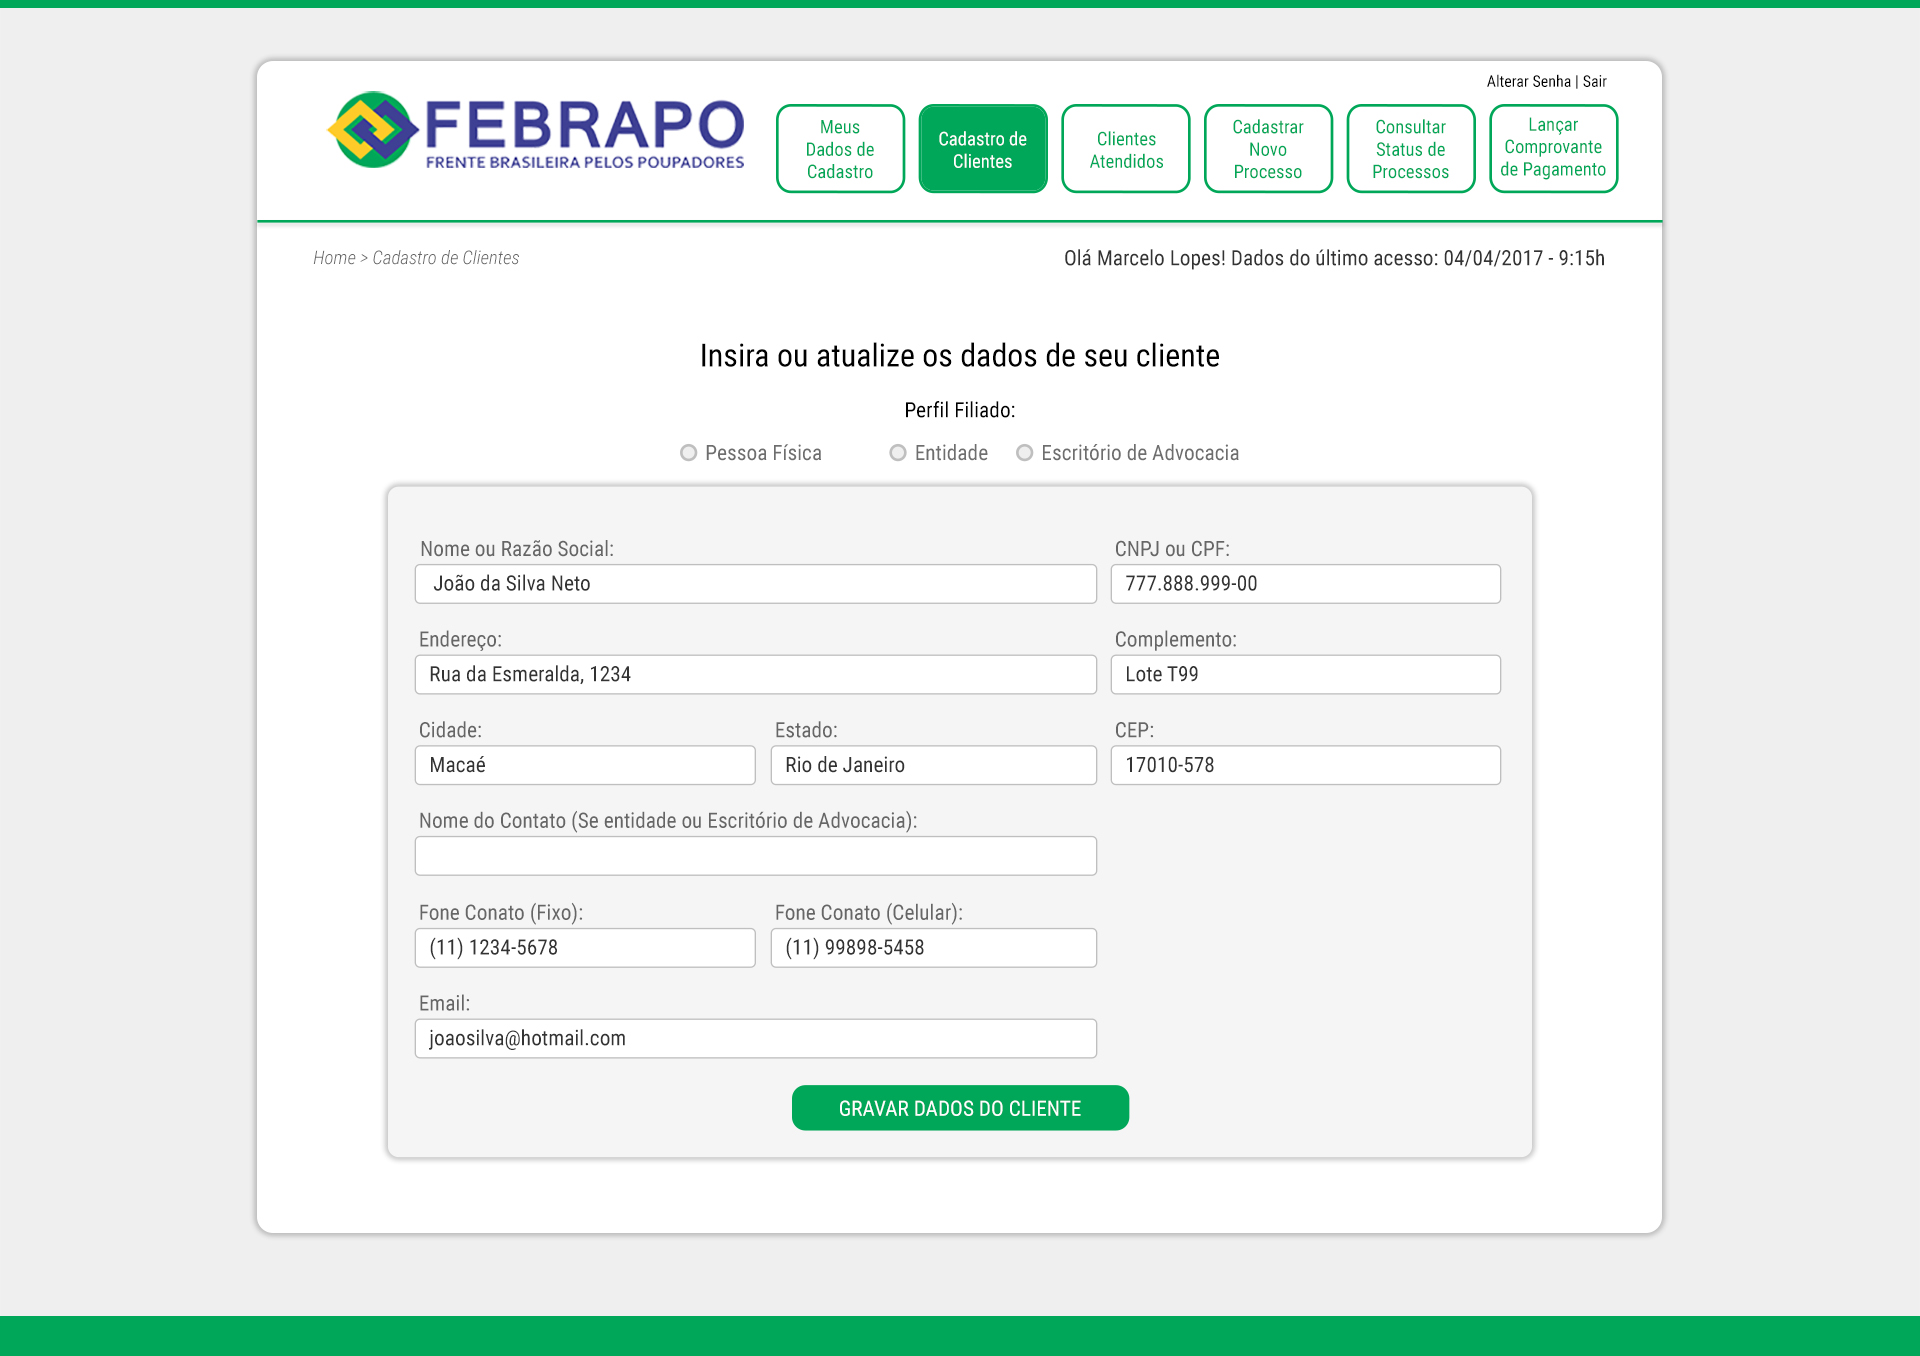 Alterar Senha | Sair
FEBRAPO
FRENTE BRASILEIRA PELOS POUPADORES
Meus
Dados de
Cadastro
Cadastro de
Clientes
Clientes
Atendidos
Cadastrar
Novo
Processo
Consultar
Status de
Processos
Lançar
Comprovante
de Pagamento
Home > Cadastro de Clientes
Olá Marcelo Lopes! Dados do último acesso: 04/04/2017 - 9:15h
Insira ou atualize os dados de seu cliente
Perfil Filiado:
Pessoa Física Entidade Escritório de Advocacia
Nome ou Razão Social: CNPJ ou CPF:
João da Silva Neto 777.888.999-00
Endereço: Complemento:
Rua da Esmeralda, 1234 Lote T99
Cidade: Estado: CEP:
Macaé Rio de Janeiro 17010-578
Nome do Contato (Se entidade ou Escritório de Advocacia):
Fone Conato (Fixo): Fone Conato (Celular):
(11) 1234-5678 (11) 99898-5458
Email:
joaosilva@hotmail.com
GRAVAR DADOS DO CLIENTE